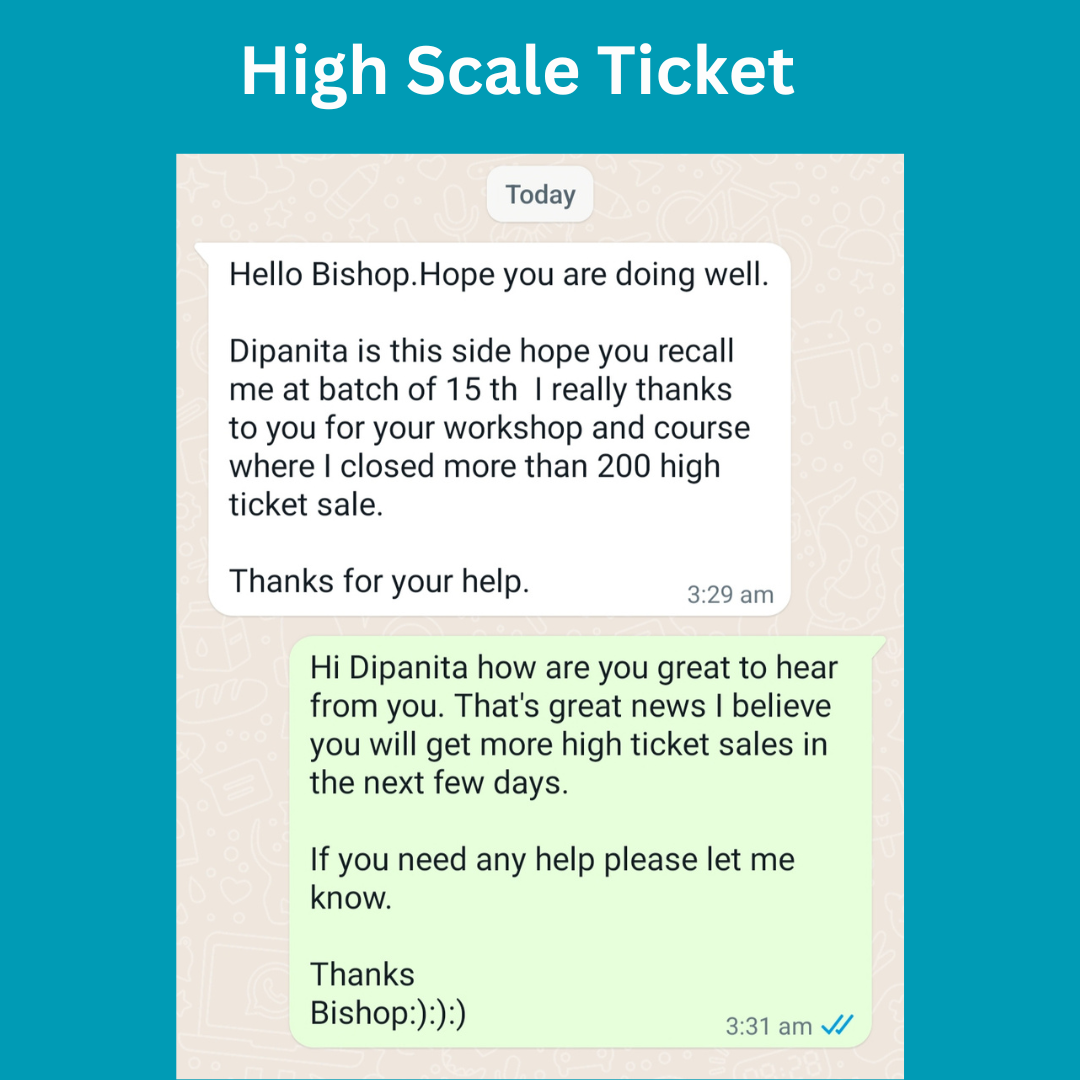 High Scale Ticket
Today
Hello Bishop.Hope you are doing well.
Dipanita is this side hope you recall
me at batch of 15 th  I really thanks
to you for your workshop and course
where I closed more than 200 high
ticket sale.
Thanks for your help.
3:29 am
Hi Dipanita how are you great to hear
from you. That's great news I believe
you will get more high ticket sales in
the next few days.
If you need any help please let me
know.
Thanks
Bishop:):):)
3:31 am